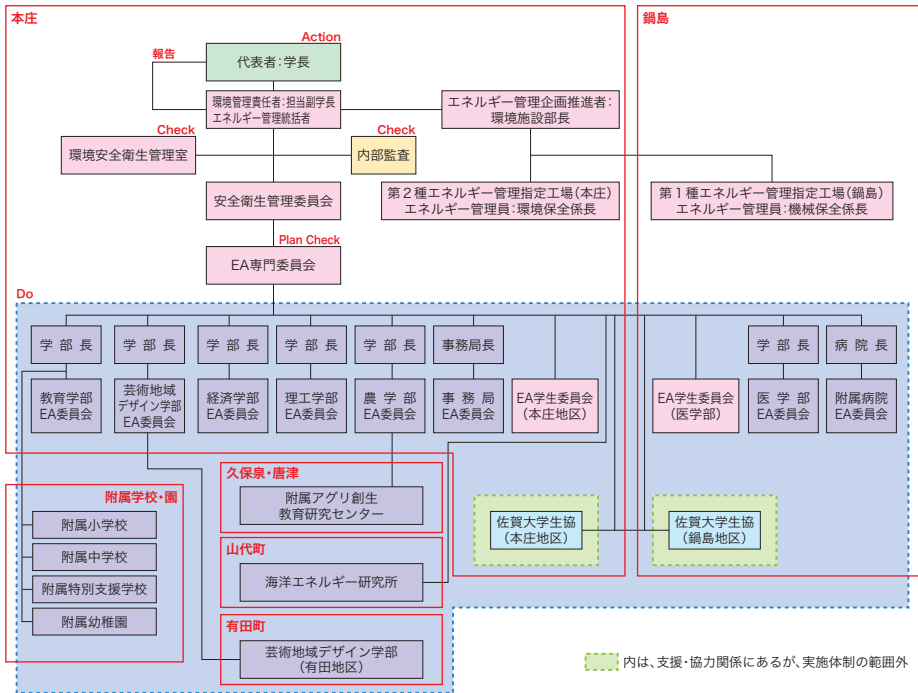 本庄
鍋島
Action
報告
代表者:学長
環境管理責任者:担当副学長
エネルギー管理統括者
エネルギー管理企画推進者:
環境施設部長
Check
環境安全衛生管理室
Check
内部監査
安全衛生管理委員会
第2種エネルギー管理指定工場(本庄)
エネルギー管理員:環境保全係長
第1種エネルギー管理指定工場(鍋島)
エネルギー管理員:機械保全係長
Plan Check
EA専門委員会
Do
学部長
学部長
学部長
学部長
学部長
事務局長
学部長
病院長
教育学部
EA委員会
芸術地域
デザイン学部
EA委員会
経済学部
EA委員会
理工学部
EA委員会
農学部
EA委員会
事務局
EA委員会
EA学生委員会
(本庄地区)
EA学生委員会
(医学部)
医学部
EA委員会
附属病院
EA委員会
附属学校・園
附属小学校
附属中学校
附属特別支援学校
附属幼稚園
久保泉・唐津
附属アグリ創生
教育研究センター
山代町
海洋エネルギー研究所
有田町
芸術地域デザイン学部
(有田地区)
佐賀大学生協
(本庄地区)
佐賀大学生協
(鍋島地区)
内は、支援・協力関係にあるが、実施体制の範囲外